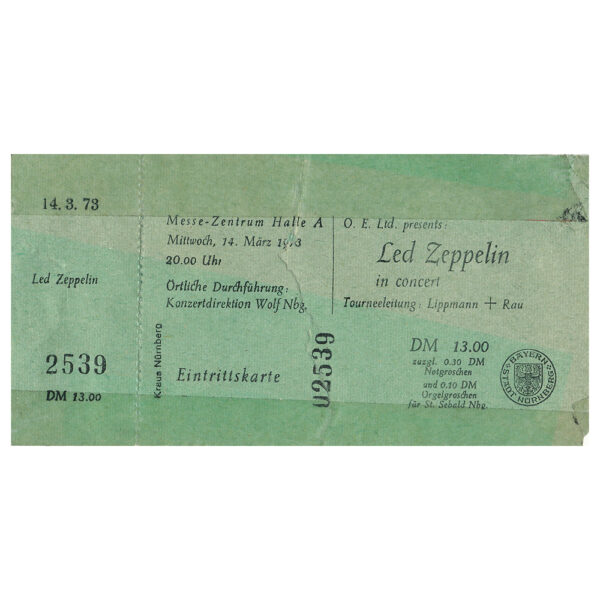 14. 3. 73
Led Zeppelin
2539
DM 13.00
Kreus Nürnberg
Messe-Zentrum Halle A
Mittwoch, 14. März 1973
20.00 Uhr
Örtliche Durchführung:
Konzertdirektion Wolf Nbg.
Eintrittskarte
02539
O. E. Ltd. presents:
Led Zeppelin
in concert
Tourneeleitung: Lippmann + Rau
DM 13.00
zuzgl. 0.30 DM
Notgroschen
und 0.10 DM
Orgelgroschen
für St. Sebald Nbg.
BAYERN
STADT NÜRNBERG